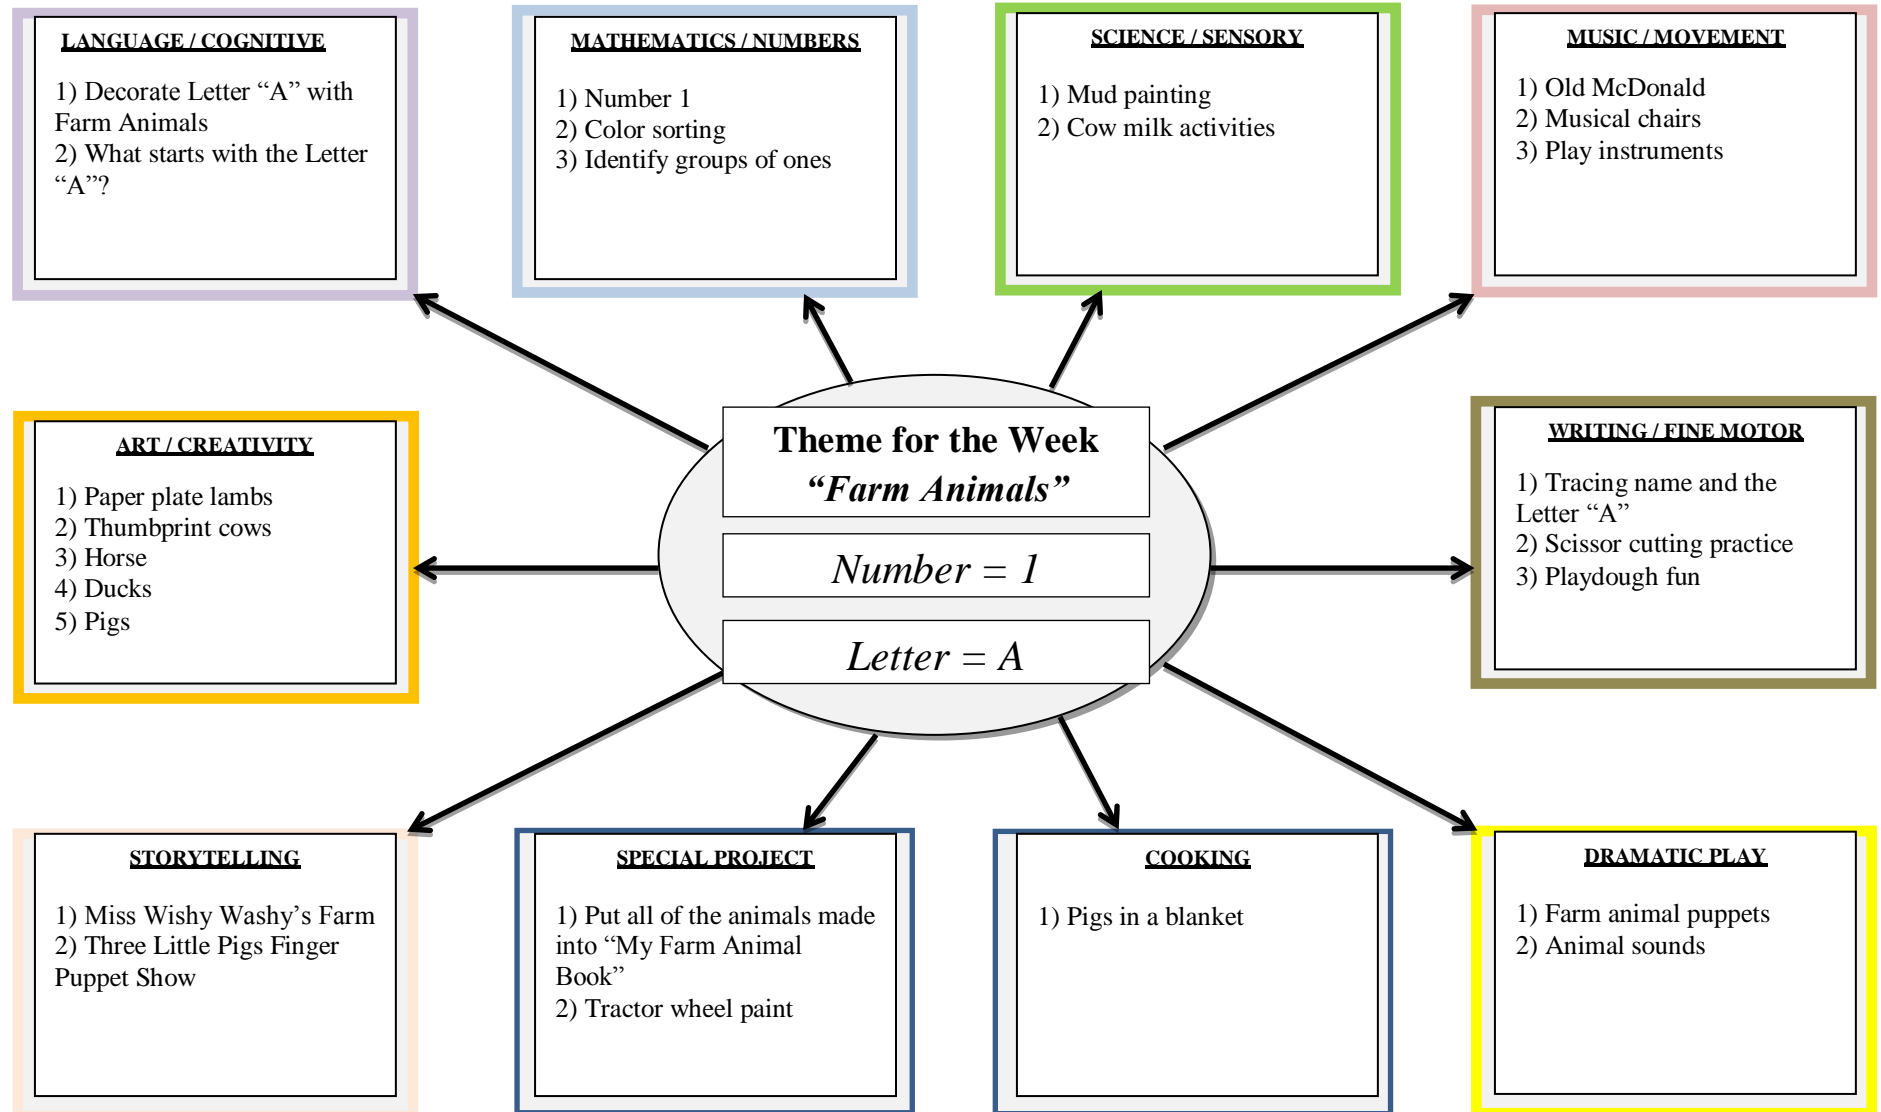 LANGUAGE / COGNITIVE
1) Decorate Letter “A” with
Farm Animals
2) What starts with the Letter
“A”?
MATHEMATICS / NUMBERS
1) Number 1
2) Color sorting
3) Identify groups of ones
SCIENCE / SENSORY
1) Mud painting
2) Cow milk activities
MUSIC / MOVEMENT
1) Old McDonald
2) Musical chairs
3) Play instruments
ART / CREATIVITY
1) Paper plate lambs
2) Thumbprint cows
3) Horse
4) Ducks
5) Pigs
Theme for the Week
“Farm Animals”
Number = 1
Letter = A
WRITING / FINE MOTOR
1) Tracing name and the
Letter “A”
2) Scissor cutting practice
3) Playdough fun
STORYTELLING
1) Miss Wishy Washy’s Farm
2) Three Little Pigs Finger
Puppet Show
SPECIAL PROJECT
1) Put all of the animals made
into “My Farm Animal
Book”
2) Tractor wheel paint
COOKING
1) Pigs in a blanket
DRAMATIC PLAY
1) Farm animal puppets
2) Animal sounds